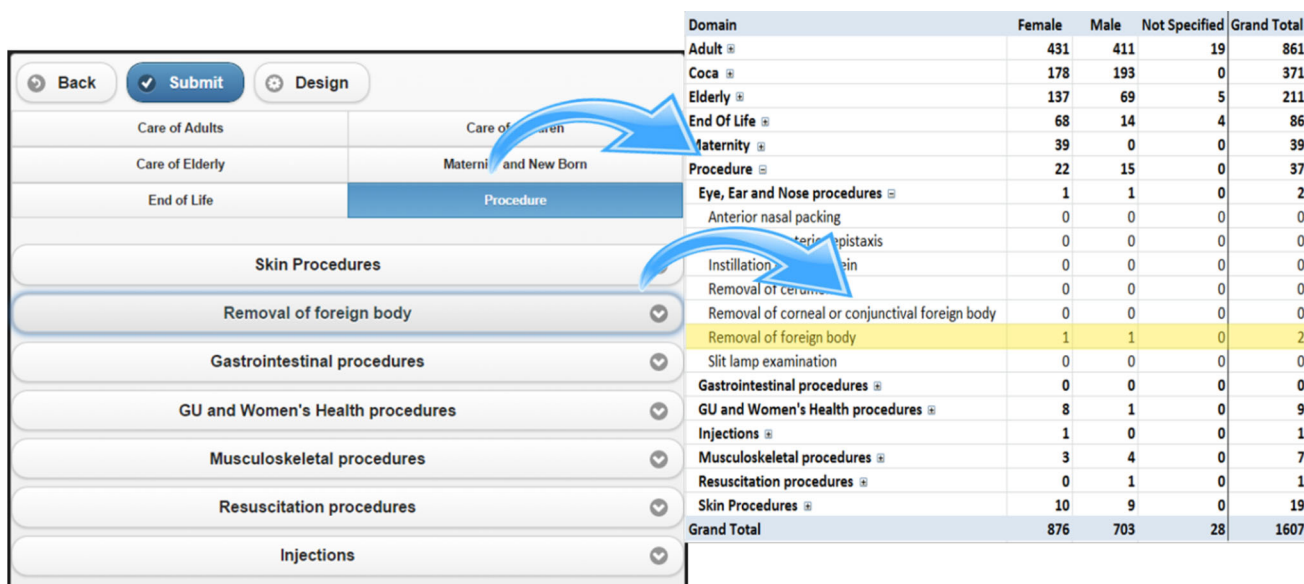 Back Submit Design
Care of Adults
Care of Elderly Maternity and New Born
End of Life Procedure
Skin Procedures
Removal of foreign body
Gastrointestinal procedures
GU and Women's Health procedures
Musculoskeletal procedures
Resuscitation procedures
Injections
Domain Female Male Not Specified Grand Total
Adult 431 411 19 861
Coca 178 193 0 371
Elderly 137 69 5 211
End Of Life 68 14 4 86
Maternity 39 0 0 39
Procedure 22 15 0 37
Eye, Ear and Nose procedures 1 1 0 2
Anterior nasal packing 0 0 0 0
epistaxis 0 0 0 0
Instillation 0 0 0 0
Removal of 0 0 0 0
Removal of corneal or conjunctival foreign body 0 0 0 0
Removal of foreign body 1 1 0 2
Slit lamp examination 0 0 0 0
Gastrointestinal procedures 0 0 0 0
GU and Women's Health procedures 8 1 0 9
Injections 1 0 0 1
Musculoskeletal procedures 3 4 0 7
Resuscitation procedures 0 1 0 1
Skin Procedures 10 9 0 19
Grand Total 876 703 28 1607